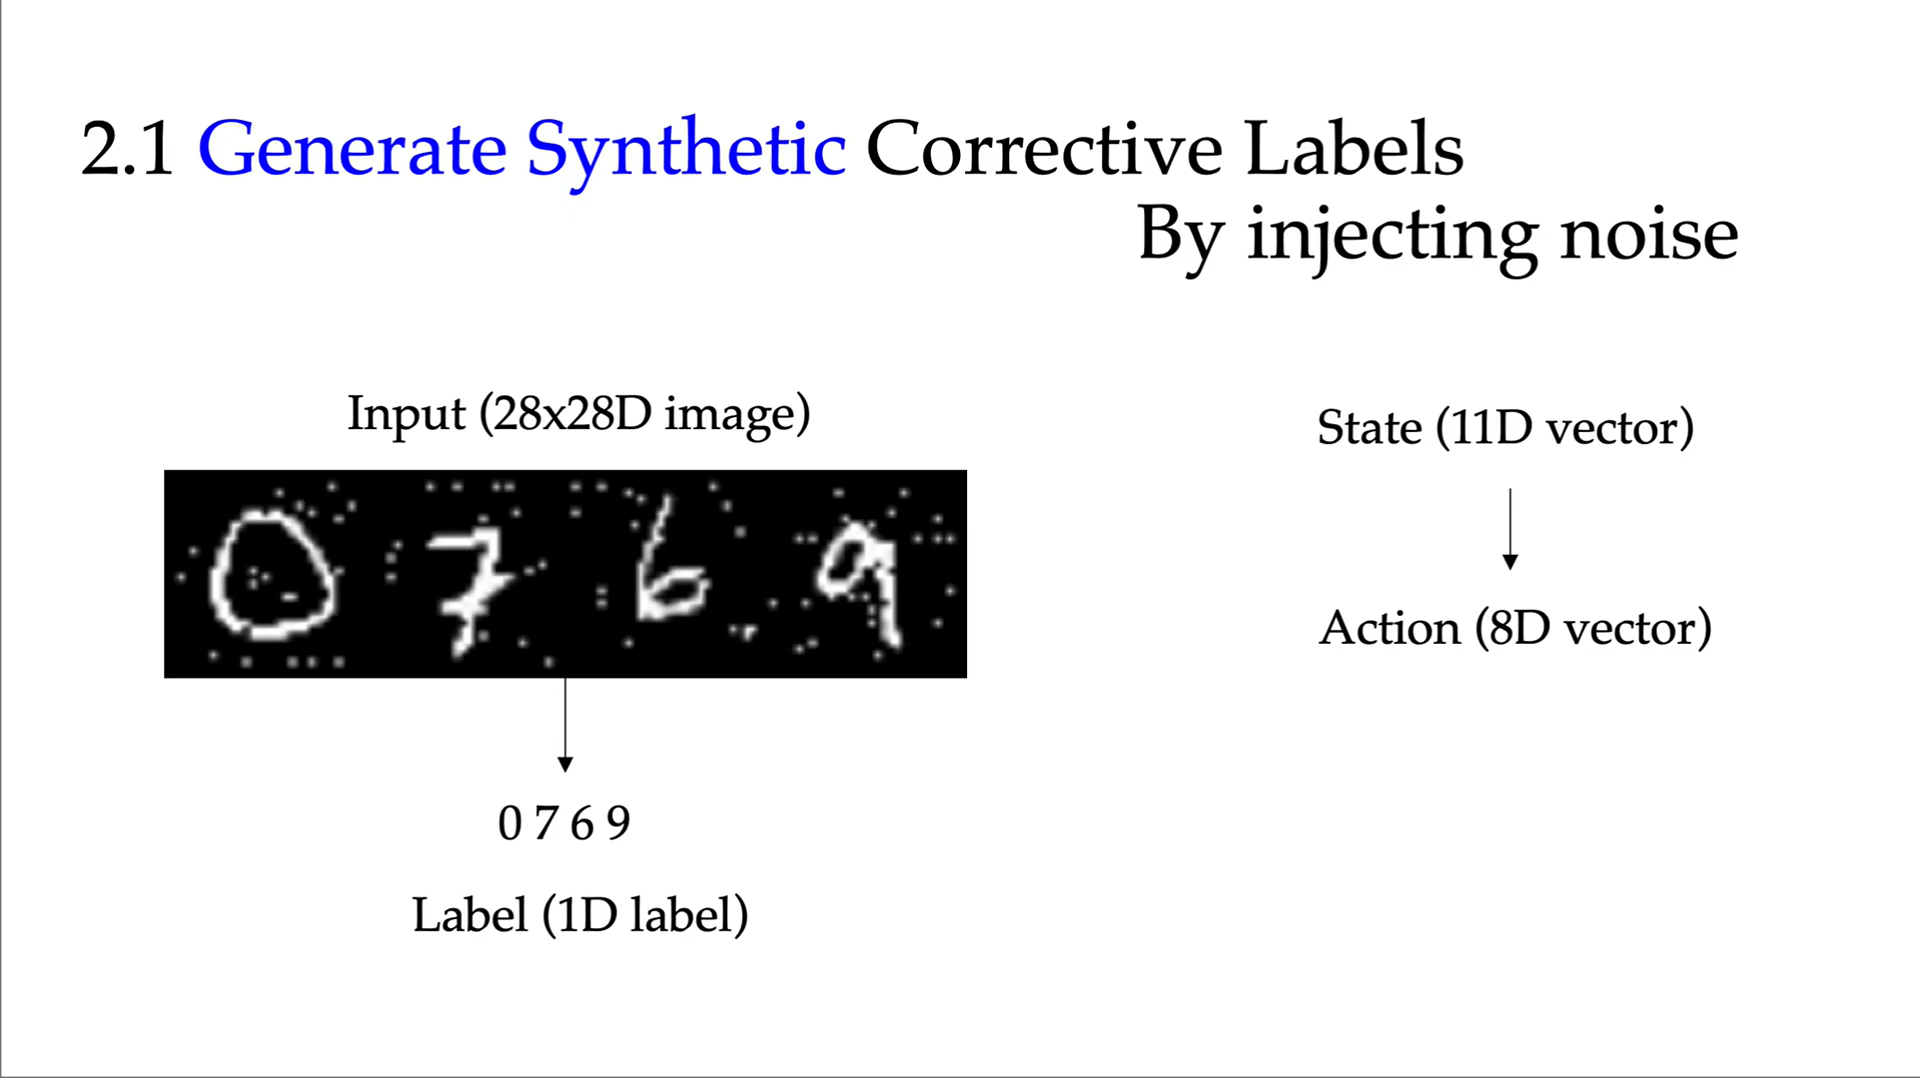 2.1 Generate Synthetic Corrective Labels
By injecting noise
Input (28x28D image)
0 7 6 9
0 7 6 9
Label (1D label)
State (11D vector)
Action (8D vector)